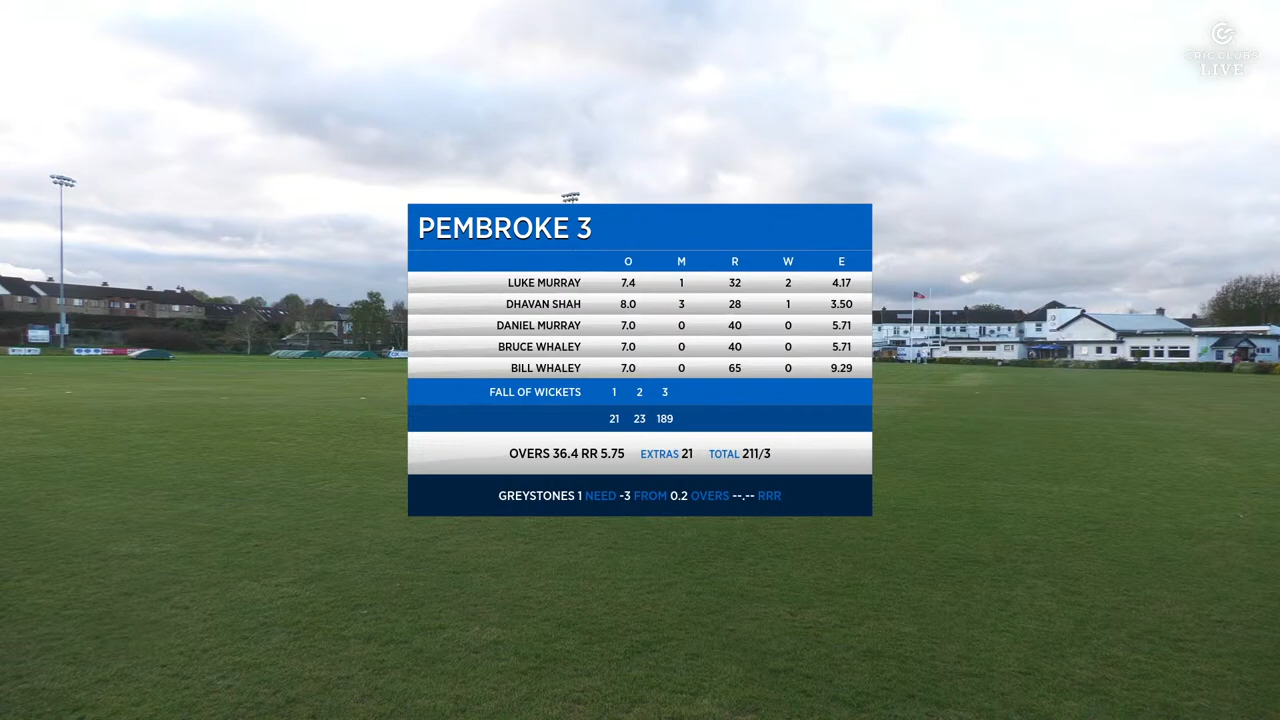 CRICCLUBS
LIVE
PEMBROKE 3
O M R W E
LUKE MURRAY 7.4 1 32 2 4.17
DHAVAN SHAH 8.0 3 28 1 3.50
DANIEL MURRAY 7.0 0 40 0 5.71
BRUCE WHALEY 7.0 0 40 0 5.71
BILL WHALEY 7.0 0 65 0 9.29
FALL OF WICKETS 1 2 3
21 23 189
OVERS 36.4 RR 5.75 EXTRAS 21 TOTAL 211/3
GREYSTONES 1 NEED -3 FROM 0.2 OVERS --.-- RRR